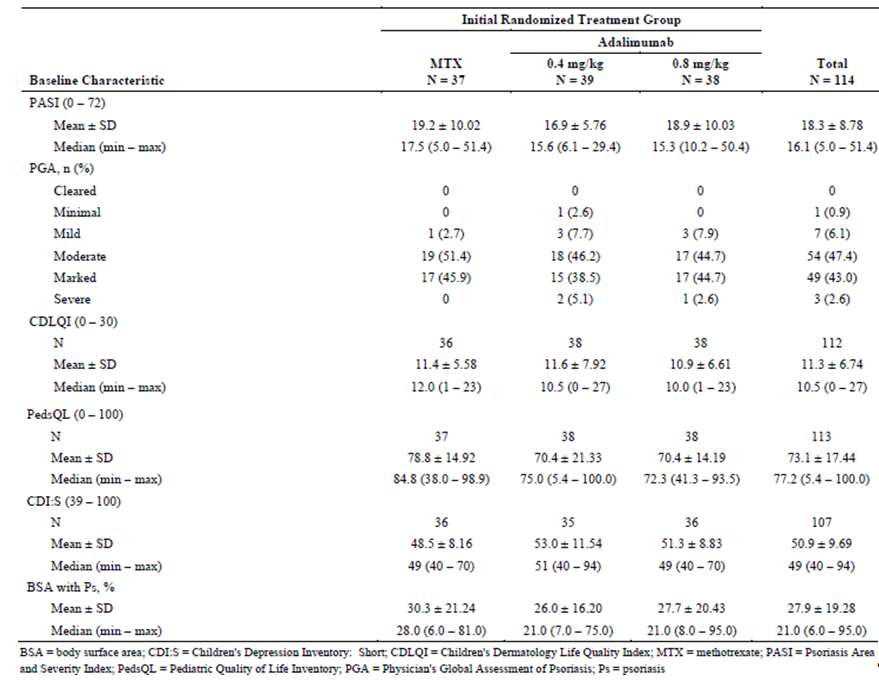 Initial Randomized Treatment Group
Adalimumab
MTX 0.4 mg/kg 0.8 mg/kg Total
Baseline Characteristic N = 37 N = 39 N = 38 N = 114
PASI (0 – 72)
Mean ± SD 19.2 ± 10.02 16.9 ± 5.76 18.9 ± 10.03 18.3 ± 8.78
Median (min – max) 17.5 (5.0 – 51.4) 15.6 (6.1 – 29.4) 15.3 (10.2 – 50.4) 16.1 (5.0 – 51.4)
PGA, n (%)
Cleared 0 0 0 0
Minimal 0 1 (2.6) 0 1 (0.9)
Mild 1 (2.7) 3 (7.7) 3 (7.9) 7 (6.1)
Moderate 19 (51.4) 18 (46.2) 17 (44.7) 54 (47.4)
Marked 17 (45.9) 15 (38.5) 17 (44.7) 49 (43.0)
Severe 0 2 (5.1) 1 (2.6) 3 (2.6)
CDLQI (0 – 30)
N 36 38 38 112
Mean ± SD 11.4 ± 5.58 11.6 ± 7.92 10.9 ± 6.61 11.3 ± 6.74
Median (min – max) 12.0 (1 – 23) 10.5 (0 – 27) 10.0 (1 – 23) 10.5 (0 – 27)
PedsQL (0 – 100)
N 37 38 38 113
Mean ± SD 78.8 ± 14.92 70.4 ± 21.33 70.4 ± 14.19 73.1 ± 17.44
Median (min – max) 84.8 (38.0 – 98.9) 75.0 (5.4 – 100.0) 72.3 (41.3 – 93.5) 77.2 (5.4 – 100.0)
CDI:S (39 – 100)
N 36 35 36 107
Mean ± SD 48.5 ± 8.16 53.0 ± 11.54 51.3 ± 8.83 50.9 ± 9.69
Median (min – max) 49 (40 – 70) 51 (40 – 94) 49 (40 – 70) 49 (40 – 94)
BSA with Ps, %
Mean ± SD 30.3 ± 21.24 26.0 ± 16.20 27.7 ± 20.43 27.9 ± 19.28
Median (min – max) 28.0 (6.0 – 81.0) 21.0 (7.0 – 75.0) 21.0 (8.0 – 95.0) 21.0 (6.0 – 95.0)
BSA = body surface area; CDI:S = Children's Depression Inventory: Short; CDLQI = Children's Dermatology Life Quality Index; MTX = methotrexate; PASI = Psoriasis Area
and Severity Index; PedsQL = Pediatric Quality of Life Inventory; PGA = Physician's Global Assessment of Psoriasis; Ps = psoriasis